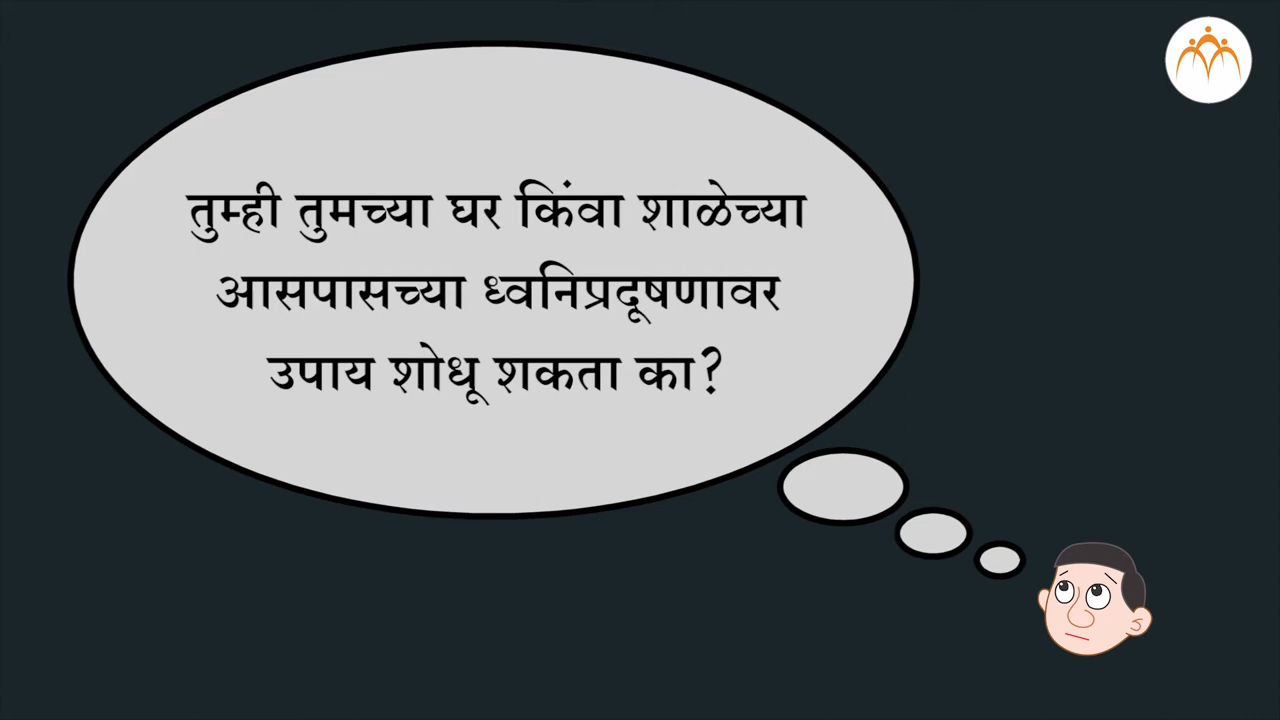 तुम्ही तुमच्या घर किंवा शाळेच्या
आसपासच्या ध्वनिप्रदूषणावर
उपाय शोधू शकता का?